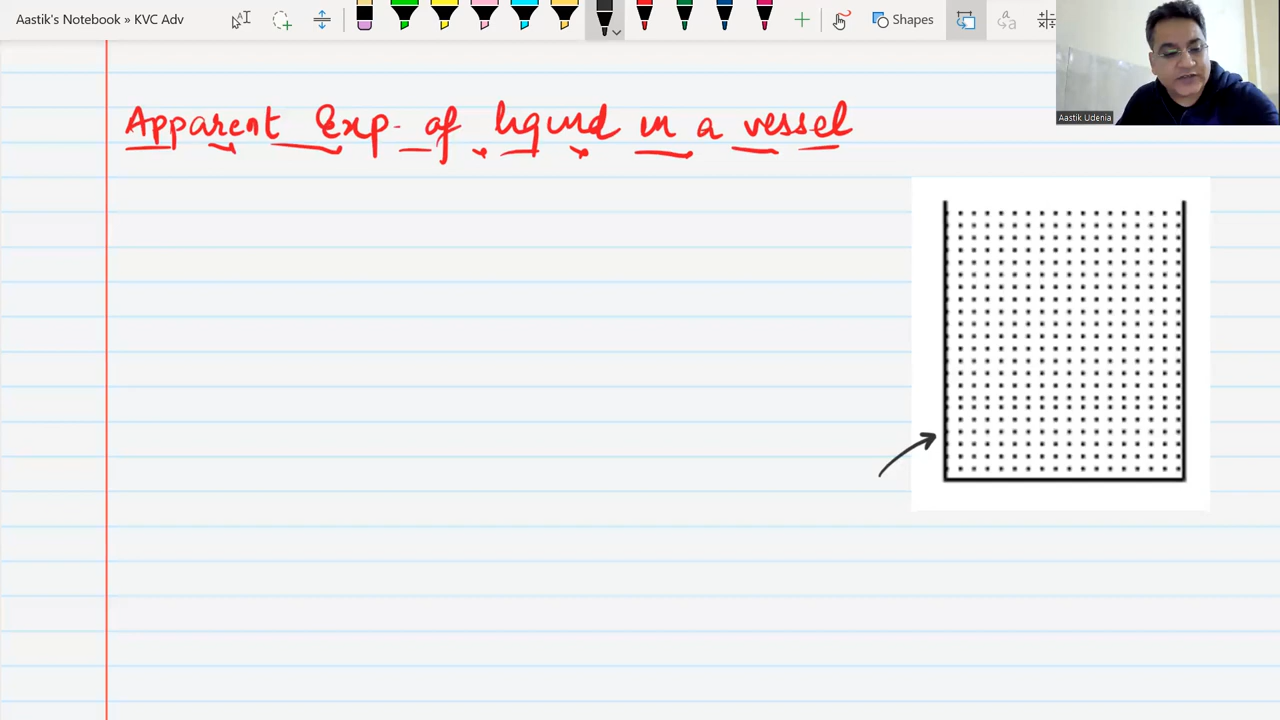 Aastik's Notebook » KVC Adv
Shapes
Aastik Udenia
Apparent Exp. of liquid in a vessel